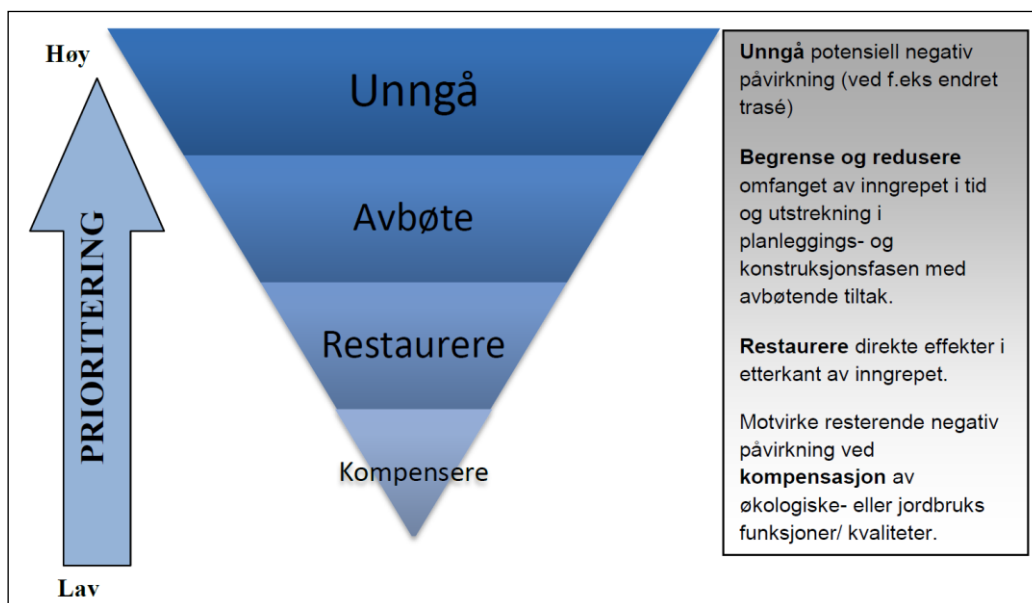 Høy
PRIORITERING
Lav
Unngå
Avbøte
Restaurere
Kompensere
Unngå potensiell negativ
påvirkning (ved f.eks endret
trasé)
Begrense og redusere
omfanget av inngrepet i tid
og utstrekning i
planleggings- og
konstruksjonsfasen med
avbøtende tiltak.
Restaurere direkte effekter i
etterkant av inngrepet.
Motvirke resterende negativ
påvirkning ved
kompensasjon av
økologiske- eller jordbruks
funksjoner/ kvaliteter.